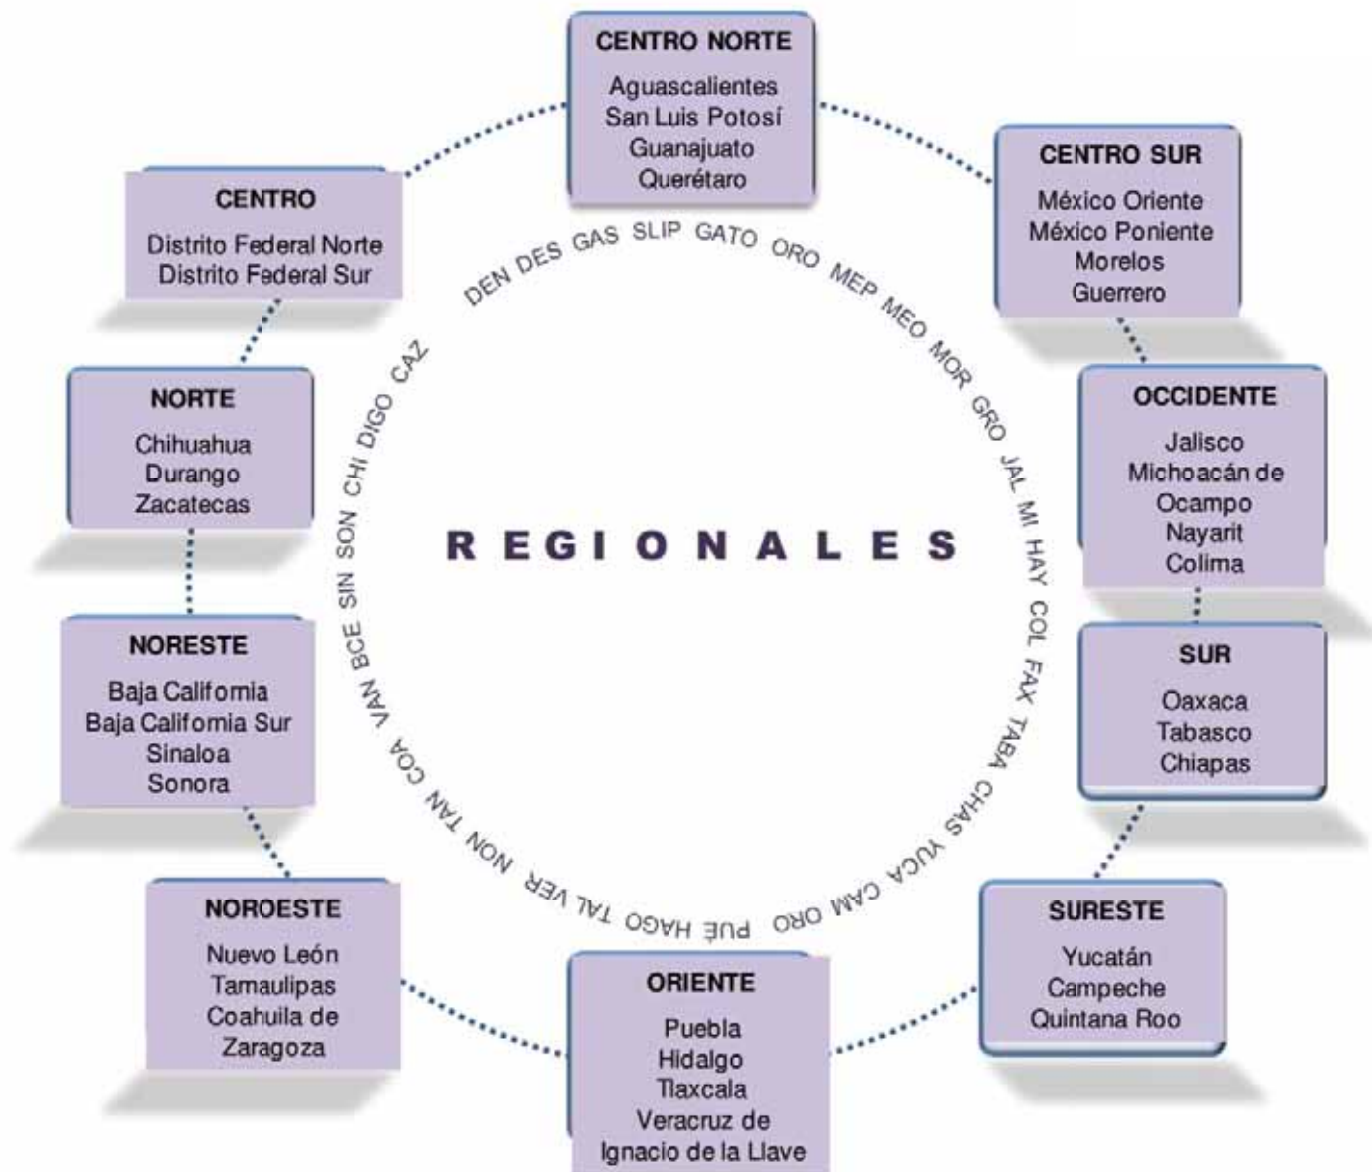 CENTRO NORTE
Aguascalientes
San Luis Potosí
Guanajuato
Querétaro
CENTRO SUR
México Oriente
México Poniente
Morelos
Guerrero
OCCIDENTE
Jalisco
Michoacán de
Ocampo
Nayarit
Colima
SUR
Oaxaca
Tabasco
Chiapas
SURESTE
Yucatán
Campeche
Quintana Roo
ORIENTE
Puebla
Hidalgo
Tlaxcala
Veracruz de
Ignacio de la Llave
NOROESTE
Nuevo León
Tamaulipas
Coahuila de
Zaragoza
NORESTE
Baja California
Baja California Sur
Sinaloa
Sonora
NORTE
Chihuahua
Durango
Zacatecas
CENTRO
Distrito Federal Norte
Distrito Federal Sur
DEN DES GAS SLIP GATO ORO MEP MEO MOR GRO JAL MI HAY COL FAX TABA CHAS YUCA CAM ORO PUÉ HAGO TAL VER NON TAN COA VAN BCE SIN SON CHI DIGO CAZ
REGIONALES